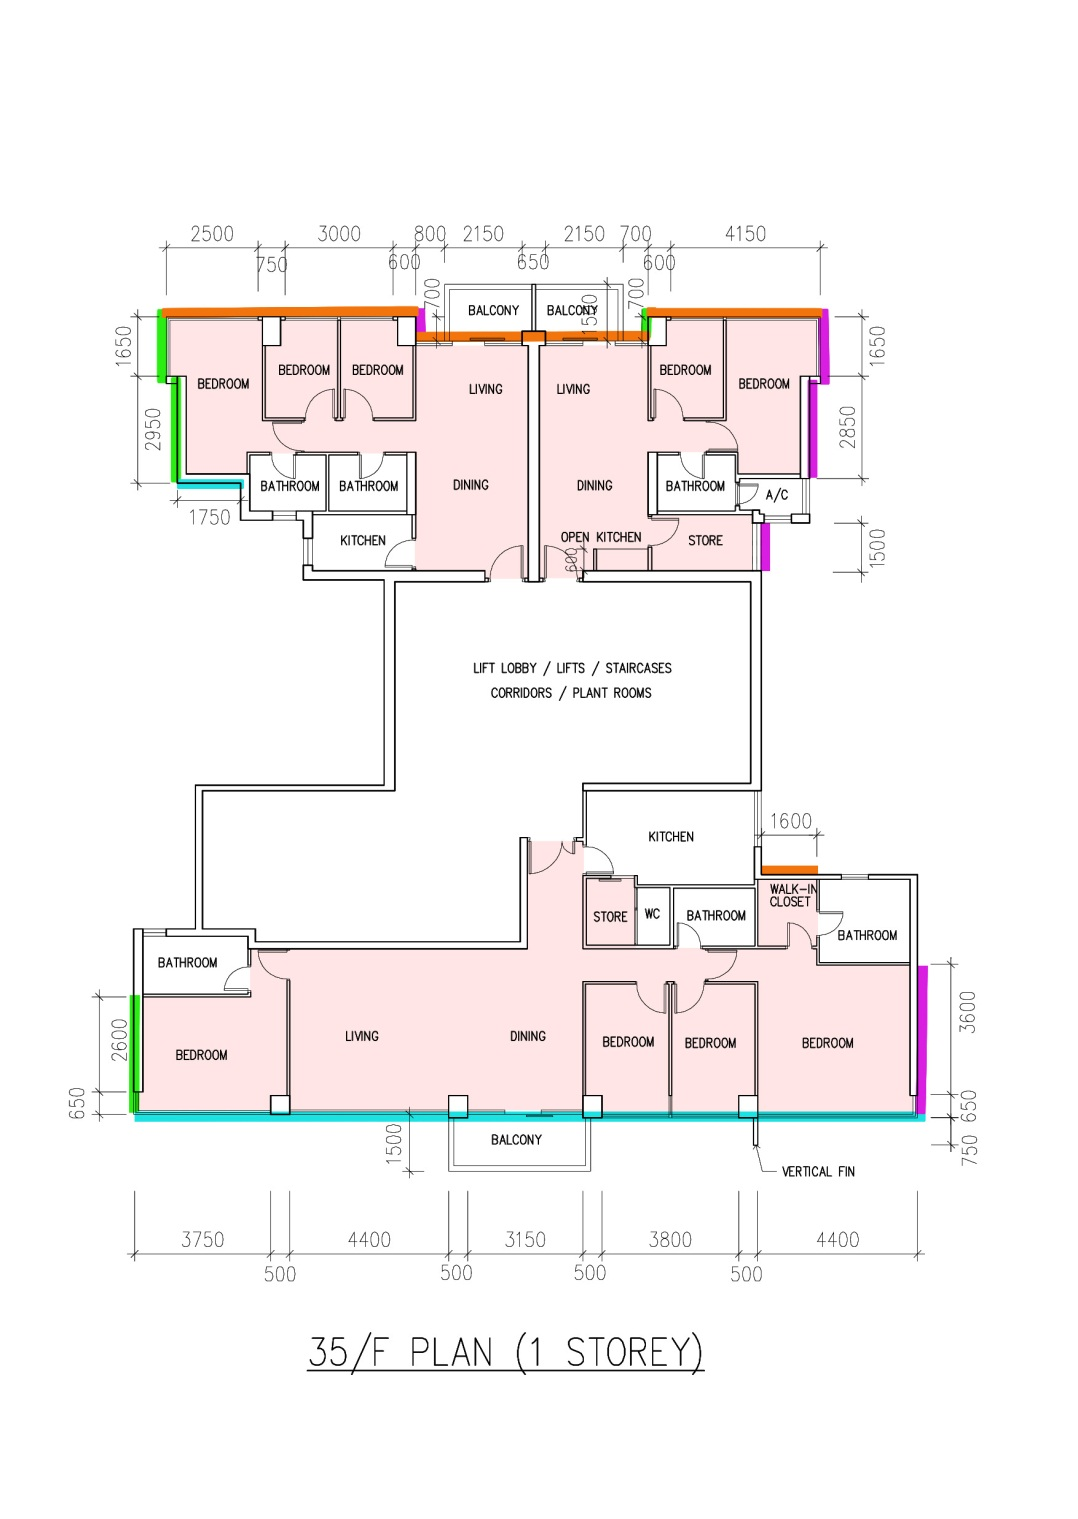 2500 3000 800 2150 2150 700 4150
750 600 650 600
700 1500 700
BALCONY BALCONY
1650 1650
BEDROOM BEDROOM BEDROOM LIVING LIVING BEDROOM BEDROOM
2950 2850
BATHROOM BATHROOM DINING DINING BATHROOM A/C
1750
KITCHEN OPEN KITCHEN STORE
600 1500
LIFT LOBBY / LIFTS / STAIRCASES
CORRIDORS / PLANT ROOMS
1600
KITCHEN
WALK-IN
CLOSET
STORE WC BATHROOM
BATHROOM BATHROOM
2600 3600
LIVING DINING BEDROOM BEDROOM BEDROOM
BEDROOM
650 650
1500 BALCONY 750
VERTICAL FIN
3750 4400 3150 3800 4400
500 500 500 500
35/F PLAN (1 STOREY)